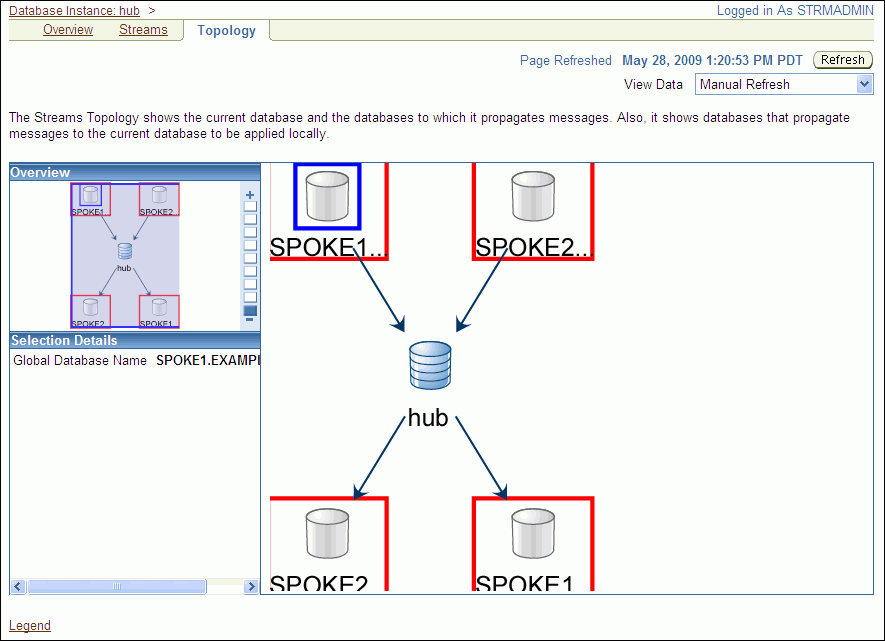 Database Instance: hub >
Logged in As STRMADMIN
Overview Streams Topology
Page Refreshed May 28, 2009 1:20:53 PM PDT Refresh
View Data Manual Refresh
The Streams Topology shows the current database and the databases to which it propagates messages. Also, it shows databases that propagate
messages to the current database to be applied locally.
Overview
SPOKE1... SPOKE2...
hub
SPOKE2 SPOKE1
Selection Details
Global Database Name SPOKE1.EXAMPL
SPOKE1... SPOKE2...
hub
SPOKE2 SPOKE1
Legend